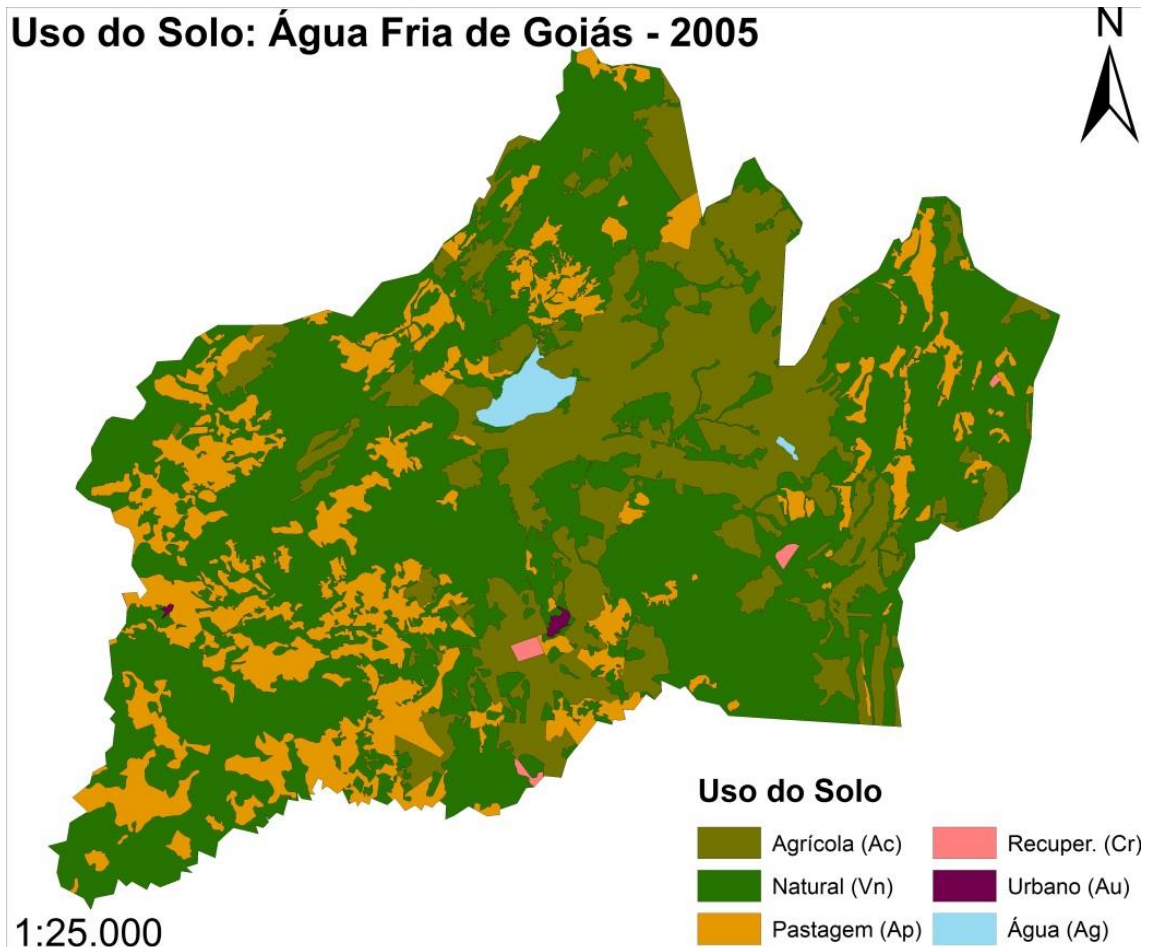 Uso do Solo: Água Fria de Goiás - 2005
N
Uso do Solo
Agrícola (Ac)
Recuper. (Cr)
Natural (Vn)
Urbano (Au)
Pastagem (Ap)
Água (Ag)
1:25.000